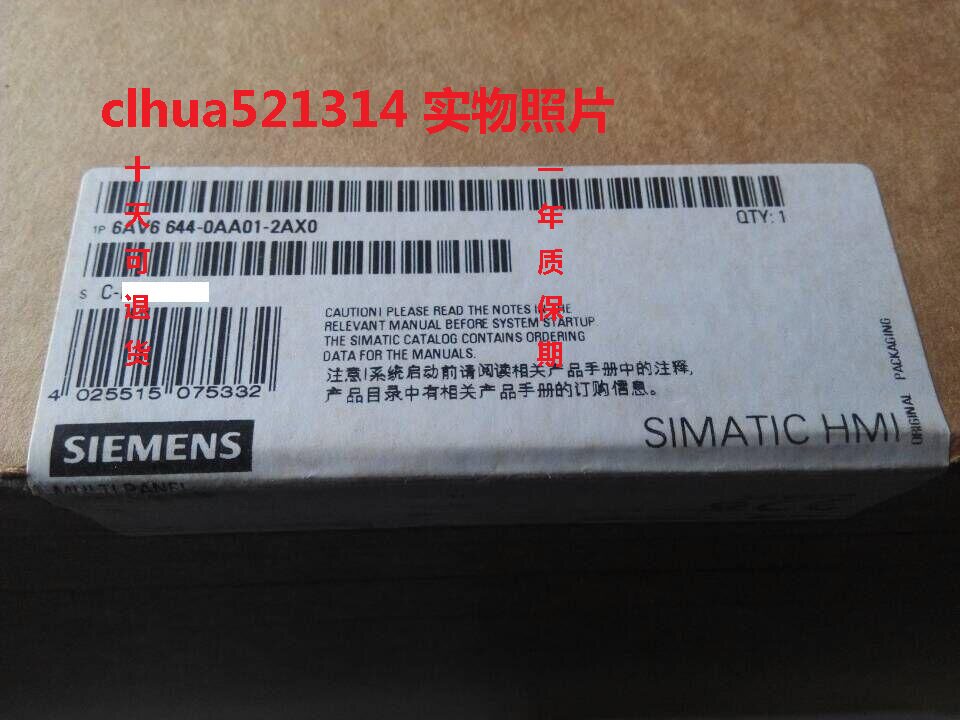 clhua521314 实物照片
十天可退货
一年质保期
1P 6AV6 644-0AA01-2AX0
QTY: 1
S C-
4 025515 075332
CAUTION! PLEASE READ THE NOTES IN THE
RELEVANT MANUAL BEFORE SYSTEM STARTUP
THE SIMATIC CATALOG CONTAINS ORDERING
DATA FOR THE MANUALS.
注意!系统启动前请阅读相关产品手册中的注释,
产品目录中有相关产品手册的订购信息。
ORIGINAL PACKAGING
SIEMENS
SIMATIC HMI
MULTI PANEL